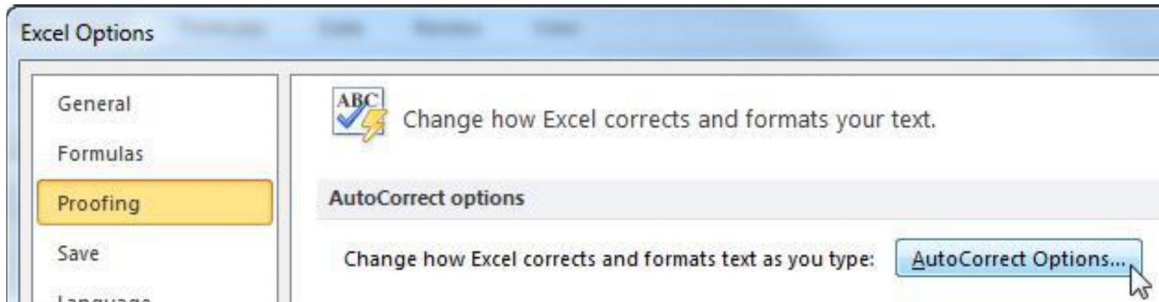 Excel Options
General
ABC
Change how Excel corrects and formats your text.
Formulas
Proofing
AutoCorrect options
Save
Change how Excel corrects and formats text as you type:
AutoCorrect Options...
Language